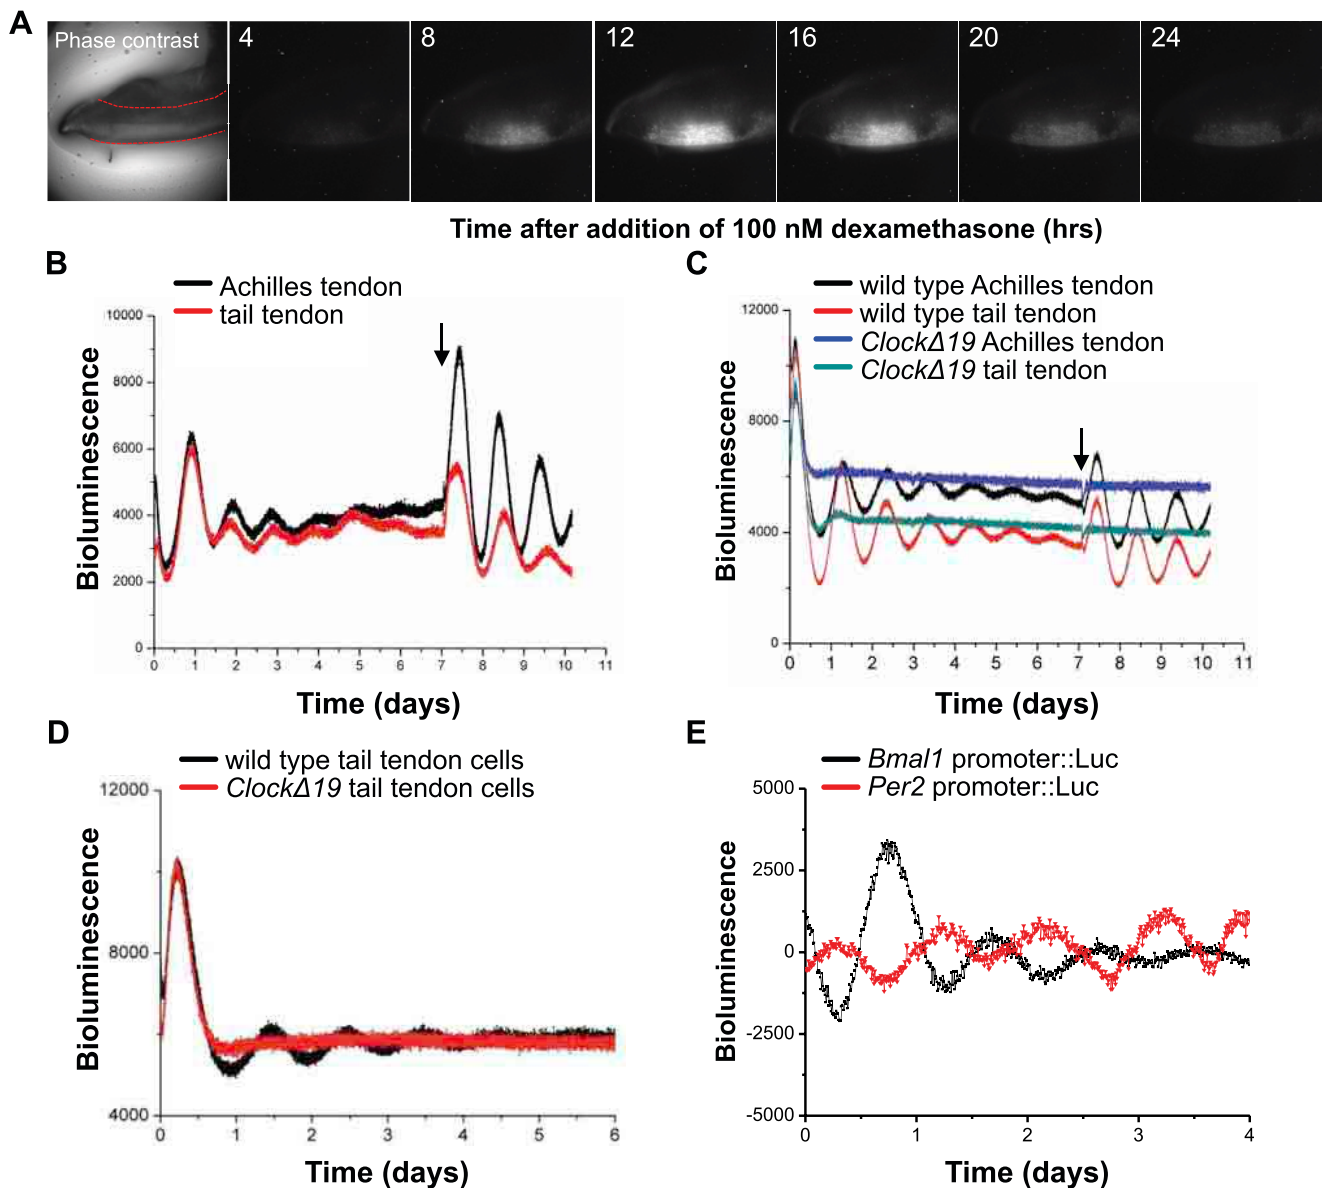 A
Phase contrast
4
8
12
16
20
24
Time after addition of 100 nM dexamethasone (hrs)
B
Achilles tendon
tail tendon
Bioluminescence
10000
8000
6000
4000
2000
0
0 1 2 3 4 5 6 7 8 9 10 11
Time (days)
C
wild type Achilles tendon
wild type tail tendon
ClockΔ19 Achilles tendon
ClockΔ19 tail tendon
Bioluminescence
12000
8000
4000
0
0 1 2 3 4 5 6 7 8 9 10 11
Time (days)
D
wild type tail tendon cells
ClockΔ19 tail tendon cells
Bioluminescence
12000
8000
4000
0 1 2 3 4 5 6
Time (days)
E
Bmal1 promoter::Luc
Per2 promoter::Luc
Bioluminescence
5000
2500
0
-2500
-5000
0 1 2 3 4
Time (days)